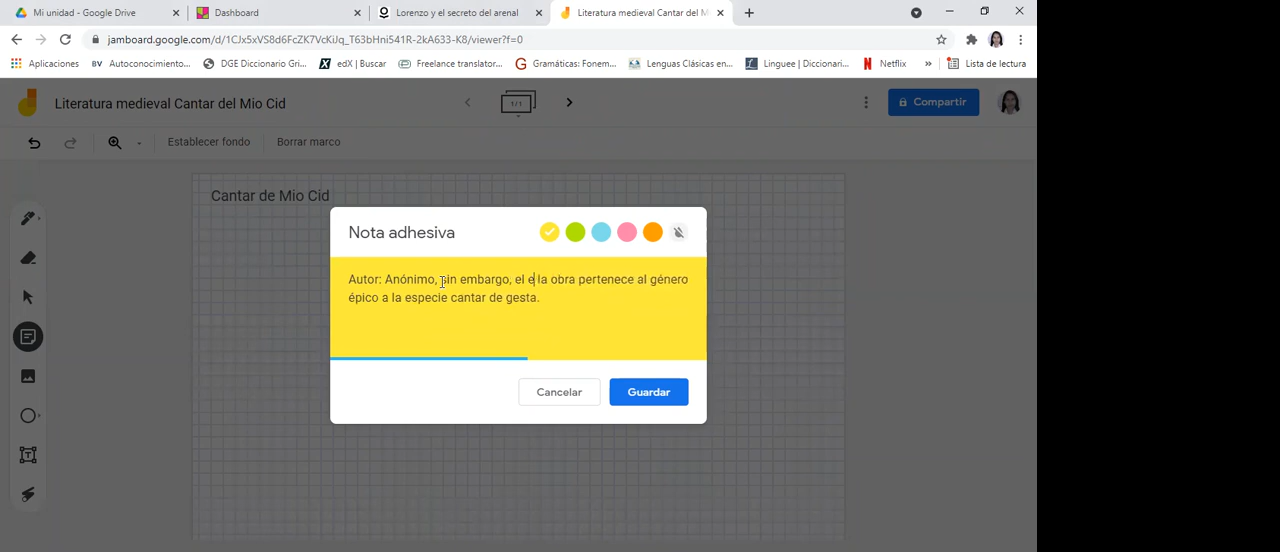 Mi unidad - Google Drive
Dashboard
Lorenzo y el secreto del arenal
Literatura medieval Cantar del M
jamboard.google.com/d/1CJx5xVS8d6FcZK7VcKiJq_T63bHni541R-2kA633-K8/viewer?f=0
Aplicaciones
BV Autoconocimiento...
DGE Diccionario Gri...
edX | Buscar
Freelance translator...
Gramáticas: Fonem...
Lenguas Clásicas en...
Linguee | Diccionari...
Netflix
»
Lista de lectura
Literatura medieval Cantar del Mio Cid
1/1
Compartir
Establecer fondo
Borrar marco
Cantar de Mio Cid
Nota adhesiva
Autor: Anónimo, sin embargo, el e la obra pertenece al género
épico a la especie cantar de gesta.
Cancelar
Guardar